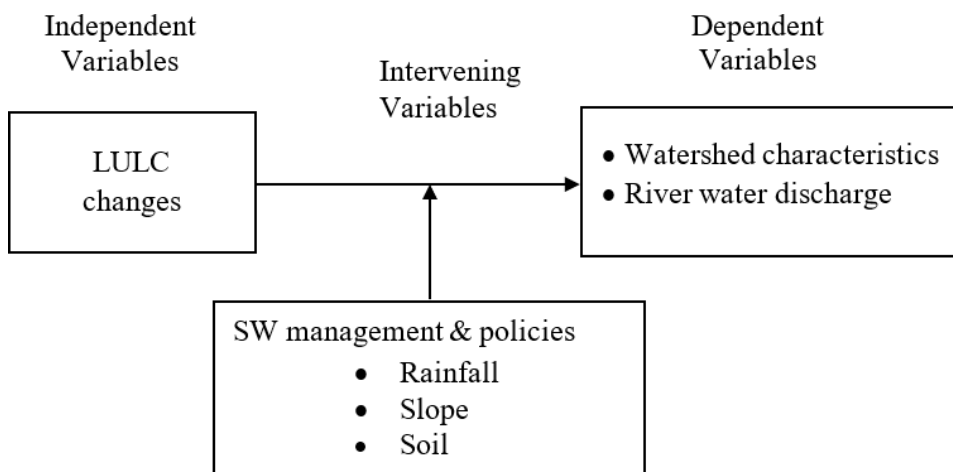 Independent
Variables
Intervening
Variables
Dependent
Variables
LULC
changes
• Watershed characteristics
• River water discharge
SW management & policies
• Rainfall
• Slope
• Soil